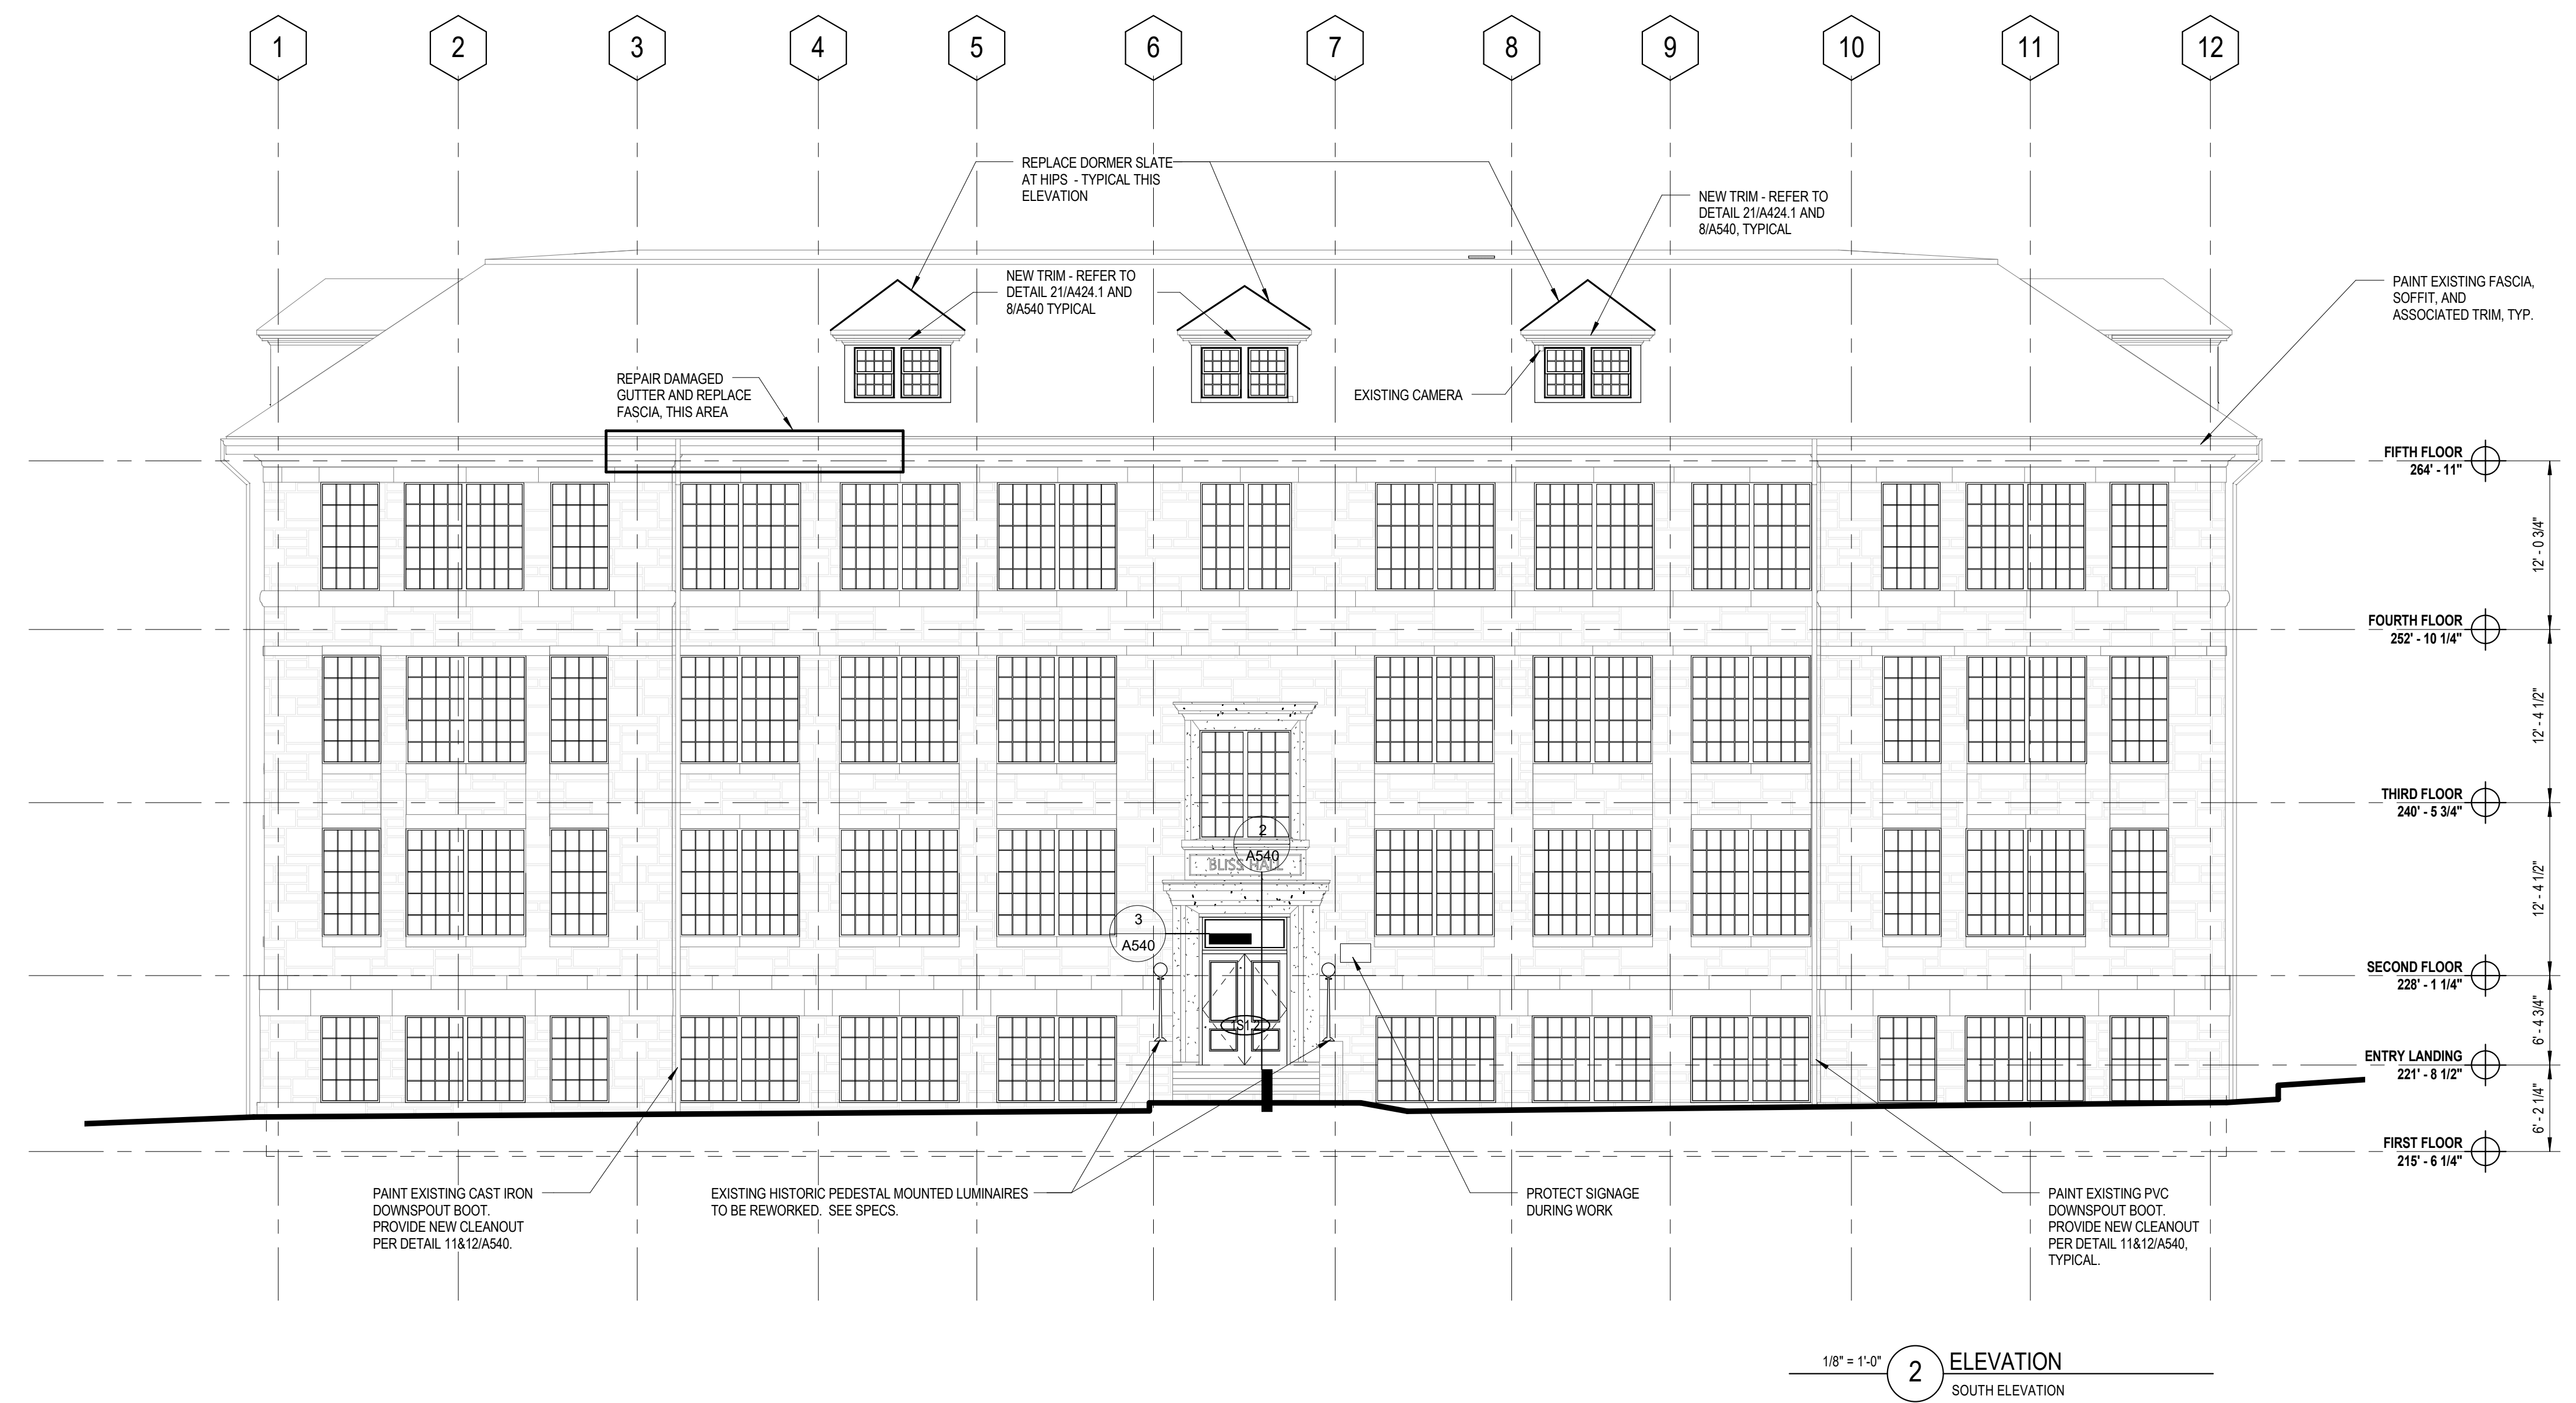 1 2 3 4 5 6 7 8 9 10 11 12
REPLACE DORMER SLATE
AT HIPS - TYPICAL THIS
ELEVATION
NEW TRIM - REFER TO
DETAIL 21/A424.1 AND
8/A540, TYPICAL
NEW TRIM - REFER TO
DETAIL 21/A424.1 AND
8/A540 TYPICAL
PAINT EXISTING FASCIA,
SOFFIT, AND
ASSOCIATED TRIM, TYP.
REPAIR DAMAGED
GUTTER AND REPLACE
FASCIA, THIS AREA
EXISTING CAMERA
FIFTH FLOOR
264' - 11"
12' - 0 3/4"
FOURTH FLOOR
252' - 10 1/4"
12' - 4 1/2"
THIRD FLOOR
240' - 5 3/4"
2
A540
BLISS HALL
12' - 4 1/2"
3
A540
SECOND FLOOR
228' - 1 1/4"
6' - 4 3/4"
ENTRY LANDING
221' - 8 1/2"
6' - 2 1/4"
FIRST FLOOR
215' - 6 1/4"
PAINT EXISTING CAST IRON
DOWNSPOUT BOOT.
PROVIDE NEW CLEANOUT
PER DETAIL 11&12/A540.
EXISTING HISTORIC PEDESTAL MOUNTED LUMINAIRES
TO BE REWORKED. SEE SPECS.
PROTECT SIGNAGE
DURING WORK
PAINT EXISTING PVC
DOWNSPOUT BOOT.
PROVIDE NEW CLEANOUT
PER DETAIL 11&12/A540,
TYPICAL.
1/8" = 1'-0"
2
ELEVATION
SOUTH ELEVATION